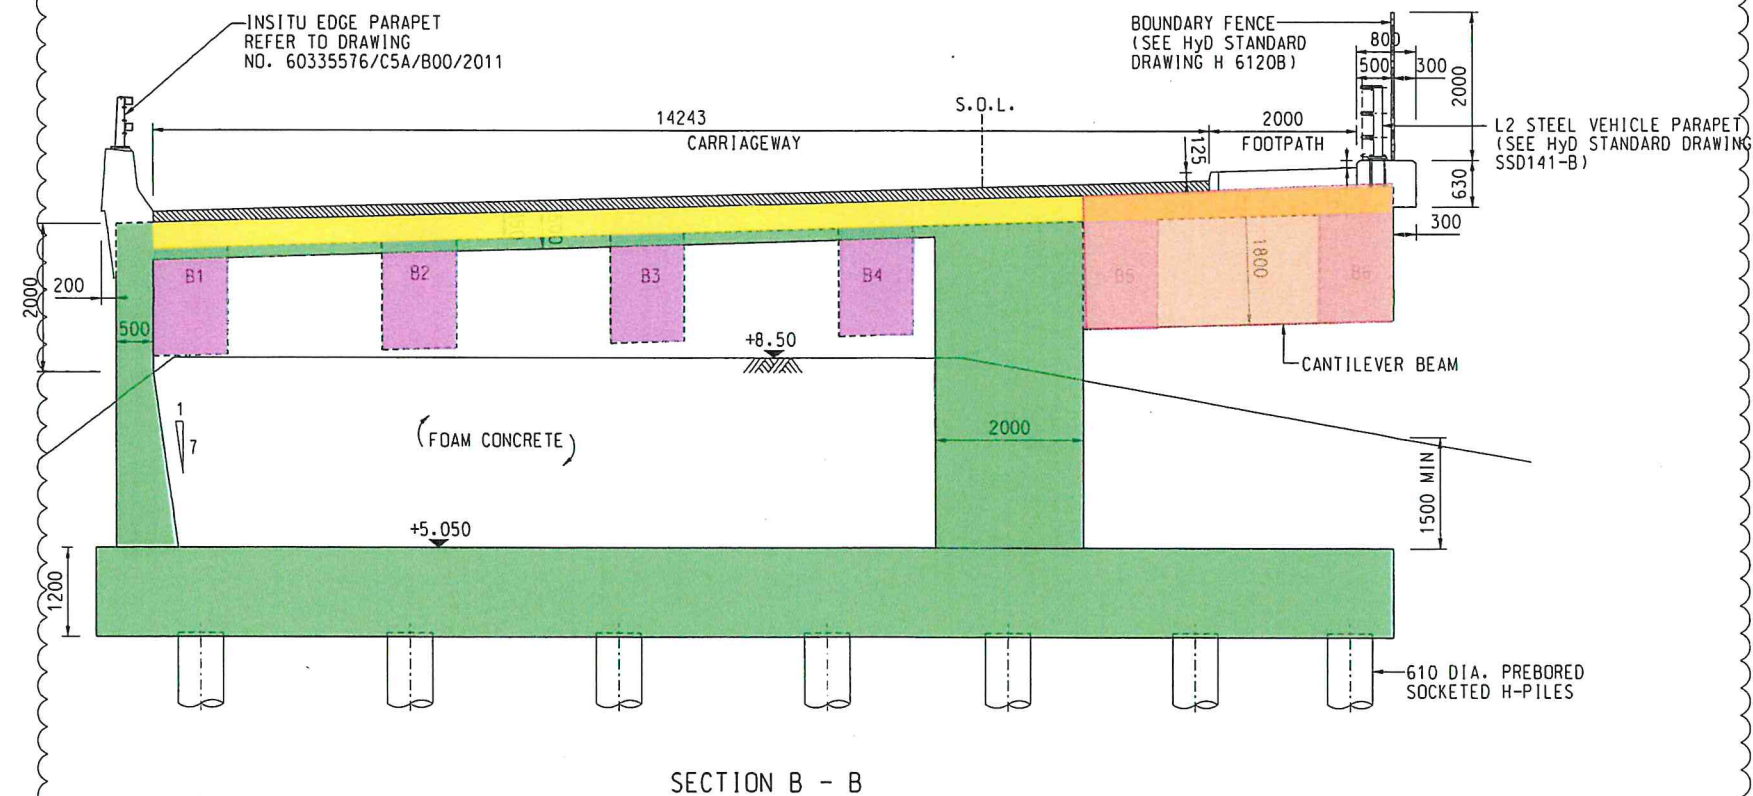 INSITU EDGE PARAPET
REFER TO DRAWING
NO. 60335576/C5A/B00/2011
BOUNDARY FENCE
(SEE HyD STANDARD
DRAWING H 6120B)
800
500
300
2000
14243
CARRIAGEWAY
S.O.L.
125
2000
FOOTPATH
L2 STEEL VEHICLE PARAPET
(SEE HyD STANDARD DRAWING
SSD141-B)
630
300
2000
200
500
B1
B2
B3
B4
B5
1800
B6
+8.50
CANTILEVER BEAM
1
7
(FOAM CONCRETE)
2000
1500 MIN
+5.050
1200
610 DIA. PREBORED
SOCKETED H-PILES
SECTION B - B